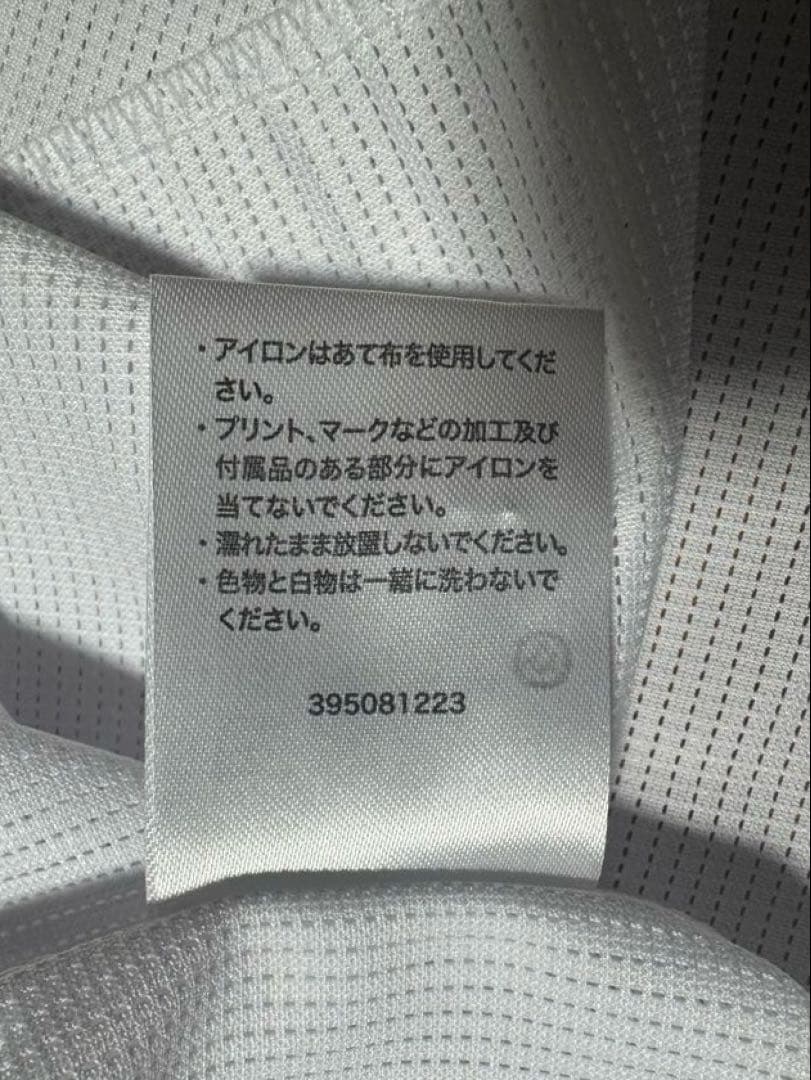 ・アイロンはあて布を使用してくだ
さい。
・プリント、マークなどの加工及び
付属品のある部分にアイロンを
当てないでください。
・濡れたまま放置しないでください。
・色物と白物は一緒に洗わないで
ください。
395081223